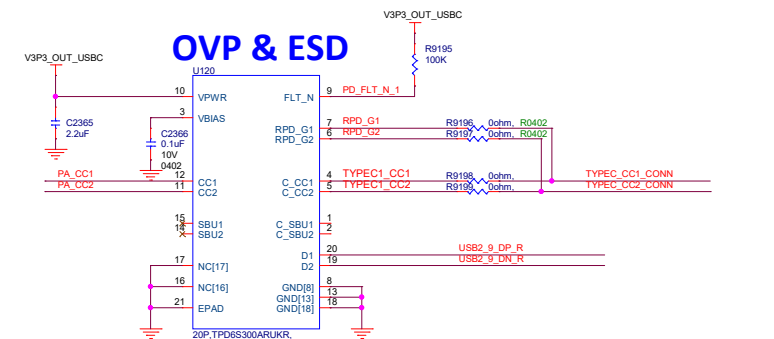 V3P3_OUT_USBC
OVP & ESD
R9195
100K
V3P3_OUT_USBC
U120
10 VPWR
FLT_N 9 PD_FLT_N_1
3 VBIAS
C2365
2.2uF
C2366
0.1uF
10V
0402
RPD_G1 7 RPD_G1 R9196 0ohm, R0402
RPD_G2 6 RPD_G2 R9197 0ohm, R0402
PA_CC1 12 CC1
C_CC1 4 TYPEC1_CC1 R9198 0ohm, TYPEC_CC1_CONN
PA_CC2 11 CC2
C_CC2 5 TYPEC1_CC2 R9199 0ohm, TYPEC_CC2_CONN
15 SBU1 C_SBU1 1
14 SBU2 C_SBU2 2
D1 20 USB2_9_DP_R
17 NC[17] D2 19 USB2_9_DN_R
16 NC[16] GND[8] 8
GND[13] 13
21 EPAD GND[18] 18
20P,TPD6S300ARUKR,